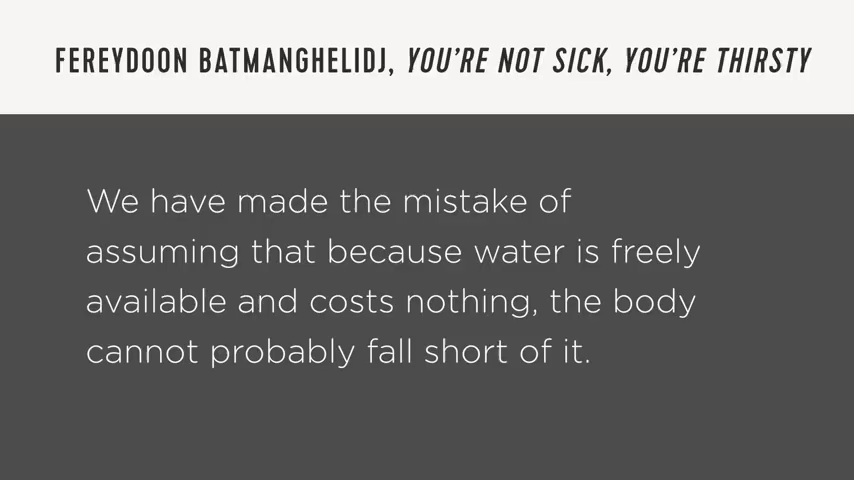 FEREYDOON BATMANGHELIDJ, YOU'RE NOT SICK, YOU'RE THIRSTY
We have made the mistake of
assuming that because water is freely
available and costs nothing, the body
cannot probably fall short of it.